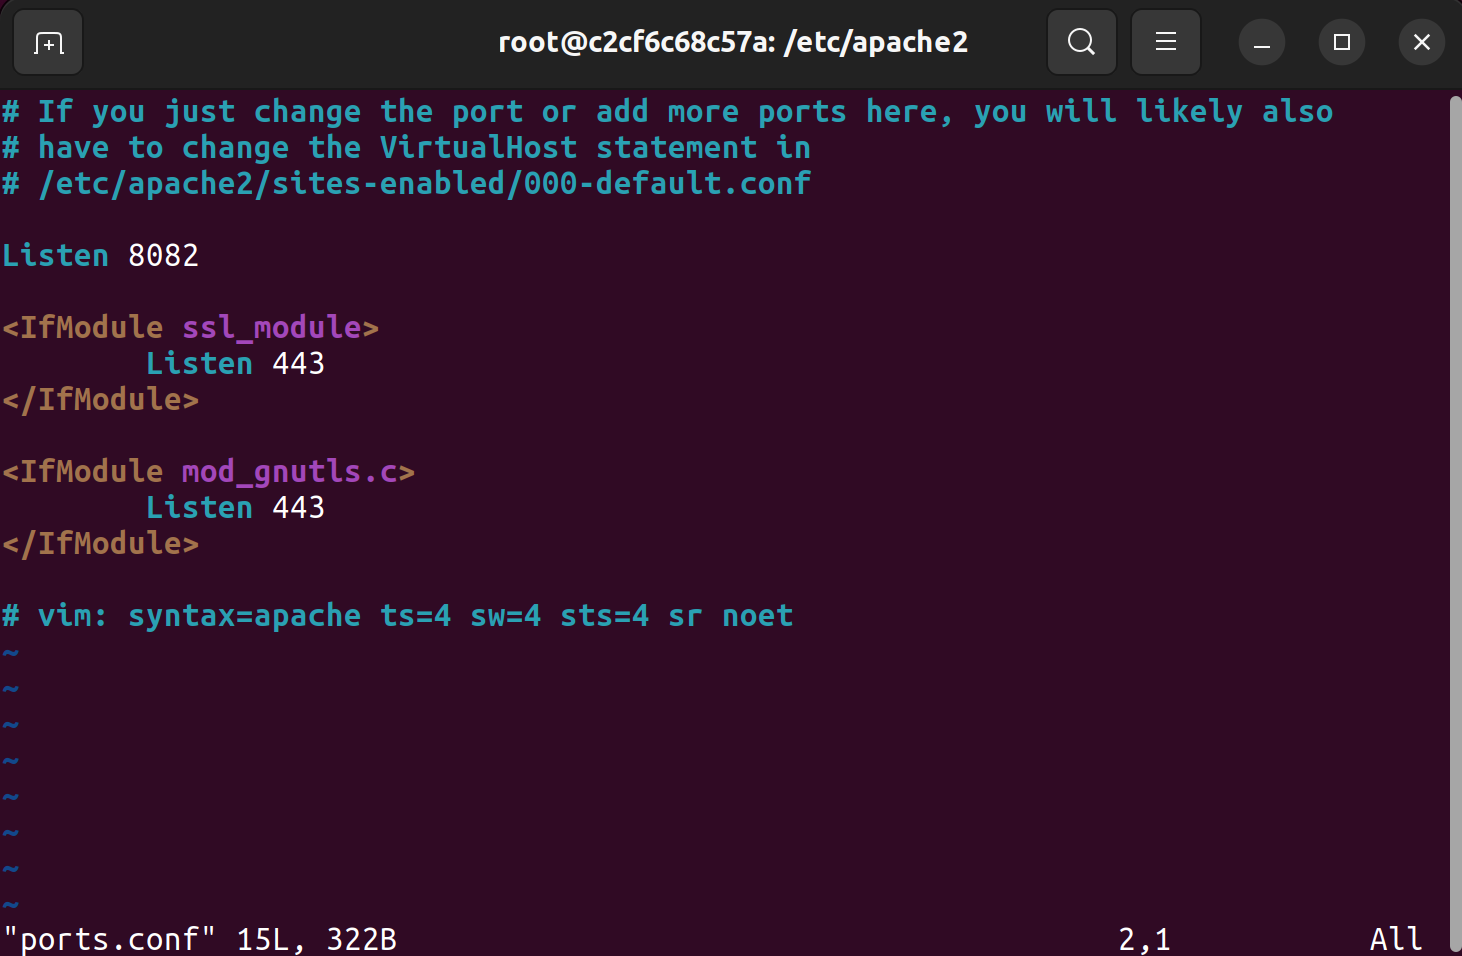 root@c2cf6c68c57a: /etc/apache2
# If you just change the port or add more ports here, you will likely also
# have to change the VirtualHost statement in
# /etc/apache2/sites-enabled/000-default.conf

Listen 8082

<IfModule ssl_module>
        Listen 443
</IfModule>

<IfModule mod_gnutls.c>
        Listen 443
</IfModule>

# vim: syntax=apache ts=4 sw=4 sts=4 sr noet
~
~
~
~
~
~
~
~
"ports.conf" 15L, 322B 2,1 All